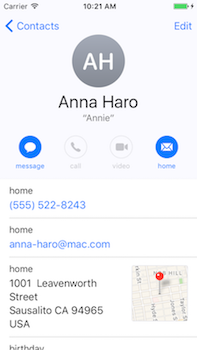 Carrier 10:21 AM
Contacts Edit
AH
Anna Haro
“Annie”
message call video home
home
(555) 522-8243
home
anna-haro@mac.com
home
1001 Leavenworth
Street
Sausalito CA 94965
USA
birthday